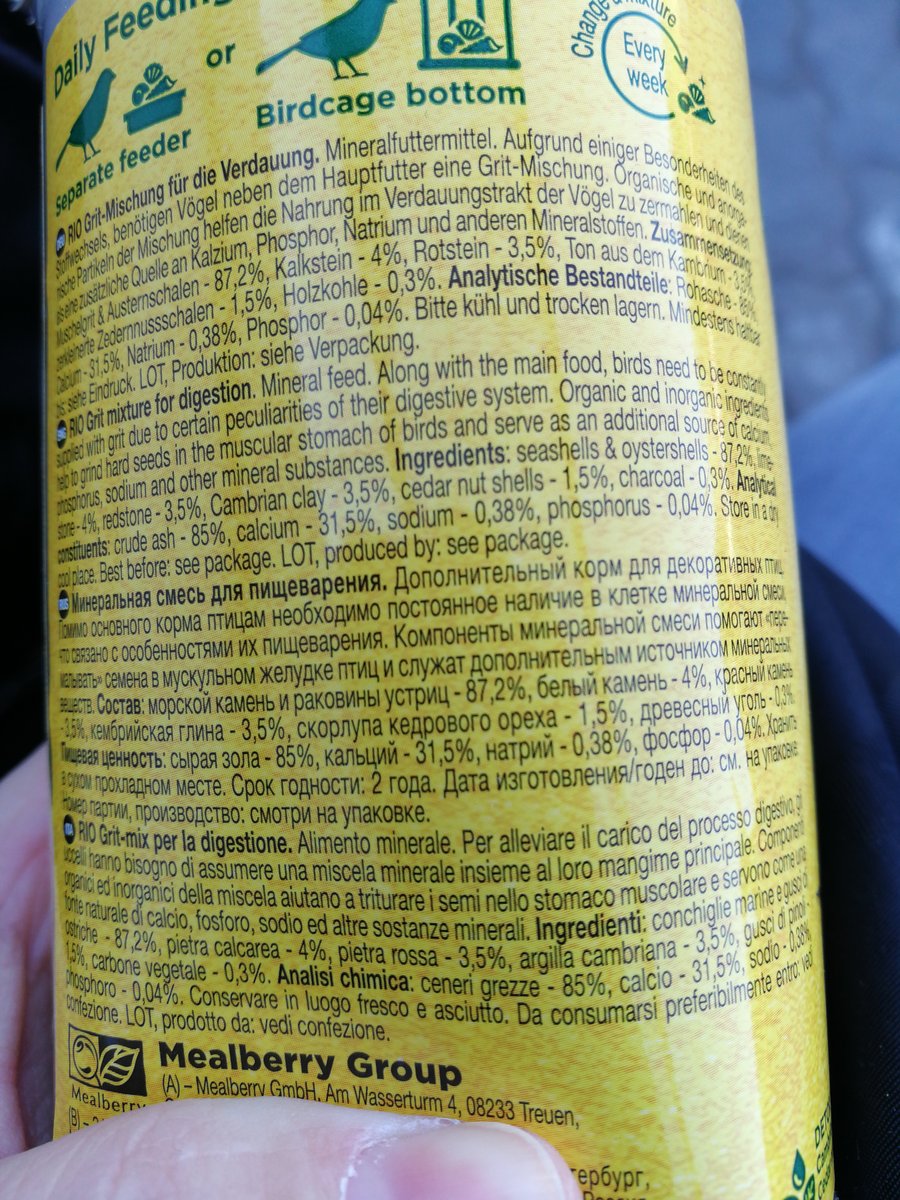 Daily Feeding
or
Change a mixture
Every
week
Separate feeder
Birdcage bottom
RIO Grit-Mischung für die Verdauung. Mineralfuttermittel. Aufgrund einiger Besonderheiten des
Stoffwechsels, benötigen Vögel neben dem Hauptfutter eine Grit-Mischung. Organische und anorga-
nische Partikeln der Mischung helfen die Nahrung im Verdauungstrakt der Vögel zu zermahlen und dienen
als eine zusätzliche Quelle an Kalzium, Phosphor, Natrium und anderen Mineralstoffen. Zusammensetzung:
Muschelgrit & Austernschalen - 87,2%, Kalkstein - 4%, Rotstein - 3,5%, Ton aus dem Kambrium - 3,5%,
zerkleinerte Zedernussschalen - 1,5%, Holzkohle - 0,3%. Analytische Bestandteile: Rohasche - 85%,
Calcium - 31,5%, Natrium - 0,38%, Phosphor - 0,04%. Bitte kühl und trocken lagern. Mindestens haltbar
bis: siehe Eindruck. LOT, Produktion: siehe Verpackung.
RIO Grit mixture for digestion. Mineral feed. Along with the main food, birds need to be constantly
supplied with grit due to certain peculiarities of their digestive system. Organic and inorganic ingredients
help to grind hard seeds in the muscular stomach of birds and serve as an additional source of calcium,
phosphorus, sodium and other mineral substances. Ingredients: seashells & oystershells - 87,2%, lime-
stone - 4%, redstone - 3,5%, Cambrian clay - 3,5%, cedar nut shells - 1,5%, charcoal - 0,3%. Analytical
constituents: crude ash - 85%, calcium - 31,5%, sodium - 0,38%, phosphorus - 0,04%. Store in a dry
cool place. Best before: see package. LOT, produced by: see package.
RUS Минеральная смесь для пищеварения. Дополнительный корм для декоративных птиц.
Помимо основного корма птицам необходимо постоянное наличие в клетке минеральной смеси,
что связано с особенностями их пищеварения. Компоненты минеральной смеси помогают «пере-
малывать» семена в мускульном желудке птиц и служат дополнительным источником минеральных
веществ. Состав: морской камень и раковины устриц - 87,2%, белый камень - 4%, красный камень
- 3,5%, кембрийская глина - 3,5%, скорлупа кедрового ореха - 1,5%, древесный уголь - 0,3%.
Пищевая ценность: сырая зола - 85%, кальций - 31,5%, натрий - 0,38%, фосфор - 0,04%. Хранить
в сухом прохладном месте. Срок годности: 2 года. Дата изготовления/годен до: см. на упаковке.
Номер партии, производство: смотри на упаковке.
RIO Grit-mix per la digestione. Alimento minerale. Per alleviare il carico del processo digestivo, gli
uccelli hanno bisogno di assumere una miscela minerale insieme al loro mangime principale. Componenti
organici ed inorganici della miscela aiutano a triturare i semi nello stomaco muscolare e servono come una
fonte naturale di calcio, fosforo, sodio ed altre sostanze minerali. Ingredienti: conchiglie marine e gusci di
ostriche - 87,2%, pietra calcarea - 4%, pietra rossa - 3,5%, argilla cambriana - 3,5%, gusci di pinoli -
1,5%, carbone vegetale - 0,3%. Analisi chimica: ceneri grezze - 85%, calcio - 31,5%, sodio - 0,38%,
phosphoro - 0,04%. Conservare in luogo fresco e asciutto. Da consumarsi preferibilmente entro: vedi
confezione. LOT, prodotto da: vedi confezione.
Mealberry Group
Mealberry
(A) – Mealberry GmbH, Am Wasserturm 4, 08233 Treuen,
(B) –
тербург,